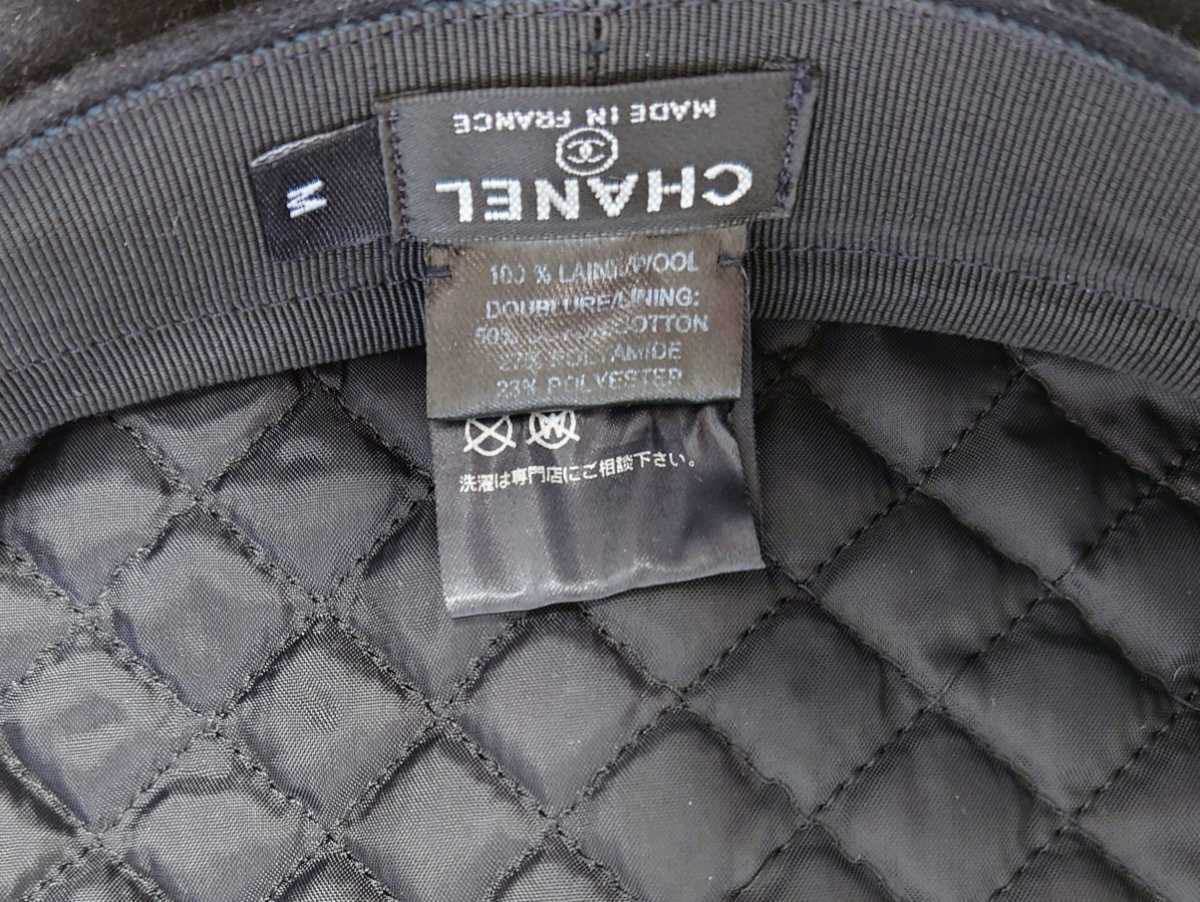 MADE IN FRANCE
CHANEL
M
100 % LAINE/WOOL
DOUBLURE/LINING:
50% COTON/COTTON
27% POLYAMIDE
23% POLYESTER
洗濯は専門店にご相談下さい。